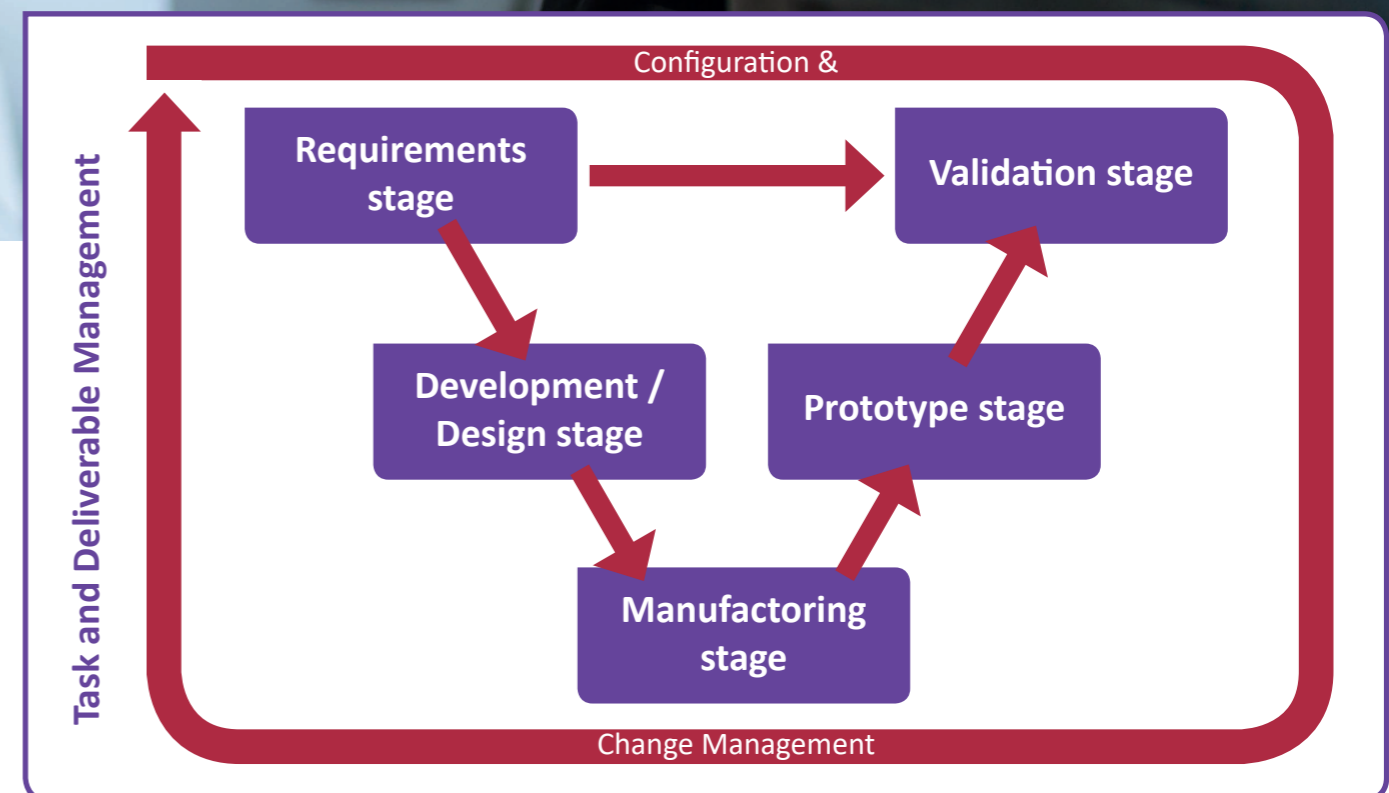 Configuration &
Requirements
stage
Validation stage
Task and Deliverable Management
Development /
Design stage
Prototype stage
Manufactoring
stage
Change Management